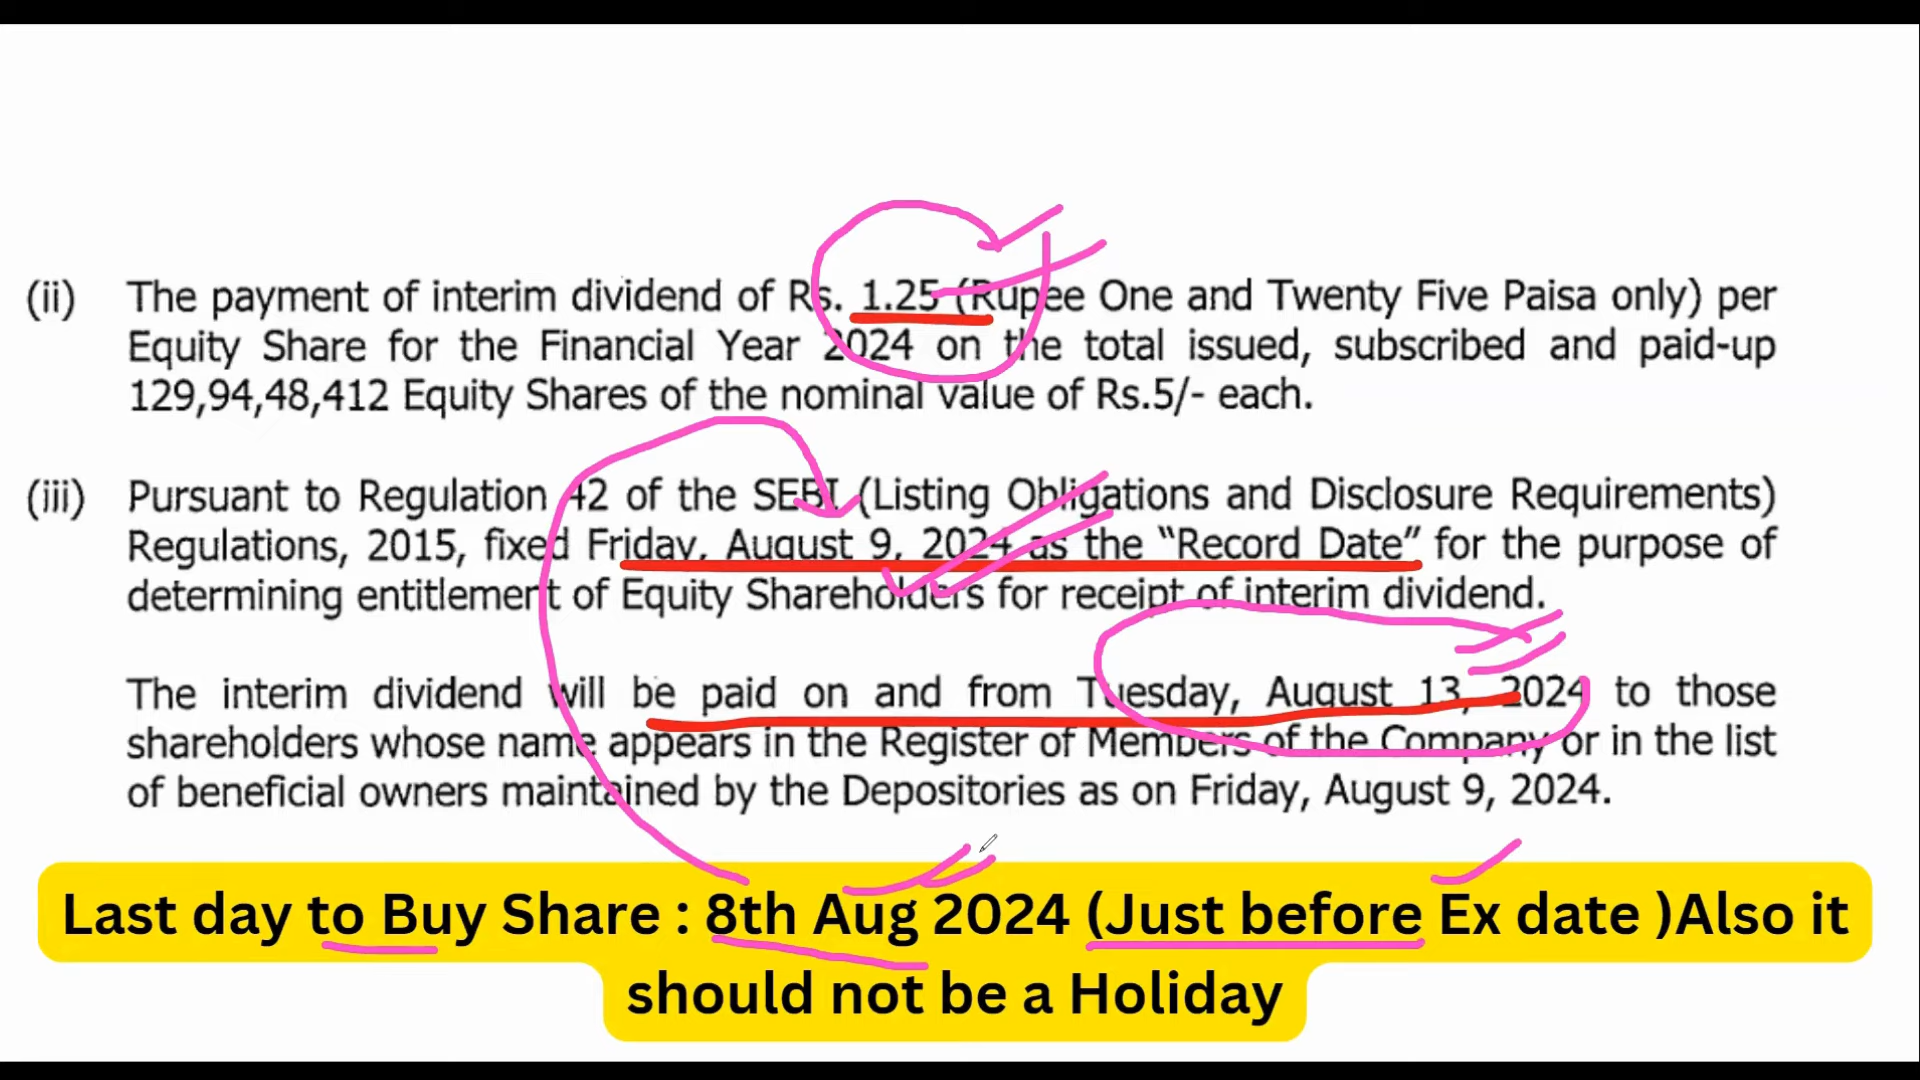 (ii) The payment of interim dividend of Rs. 1.25 (Rupee One and Twenty Five Paisa only) per
Equity Share for the Financial Year 2024 on the total issued, subscribed and paid-up
129,94,48,412 Equity Shares of the nominal value of Rs.5/- each.
(iii) Pursuant to Regulation 42 of the SEBI (Listing Obligations and Disclosure Requirements)
Regulations, 2015, fixed Friday, August 9, 2024 as the “Record Date” for the purpose of
determining entitlement of Equity Shareholders for receipt of interim dividend.
The interim dividend will be paid on and from Tuesday, August 13, 2024 to those
shareholders whose name appears in the Register of Members of the Company or in the list
of beneficial owners maintained by the Depositories as on Friday, August 9, 2024.
Last day to Buy Share : 8th Aug 2024 (Just before Ex date )Also it
should not be a Holiday